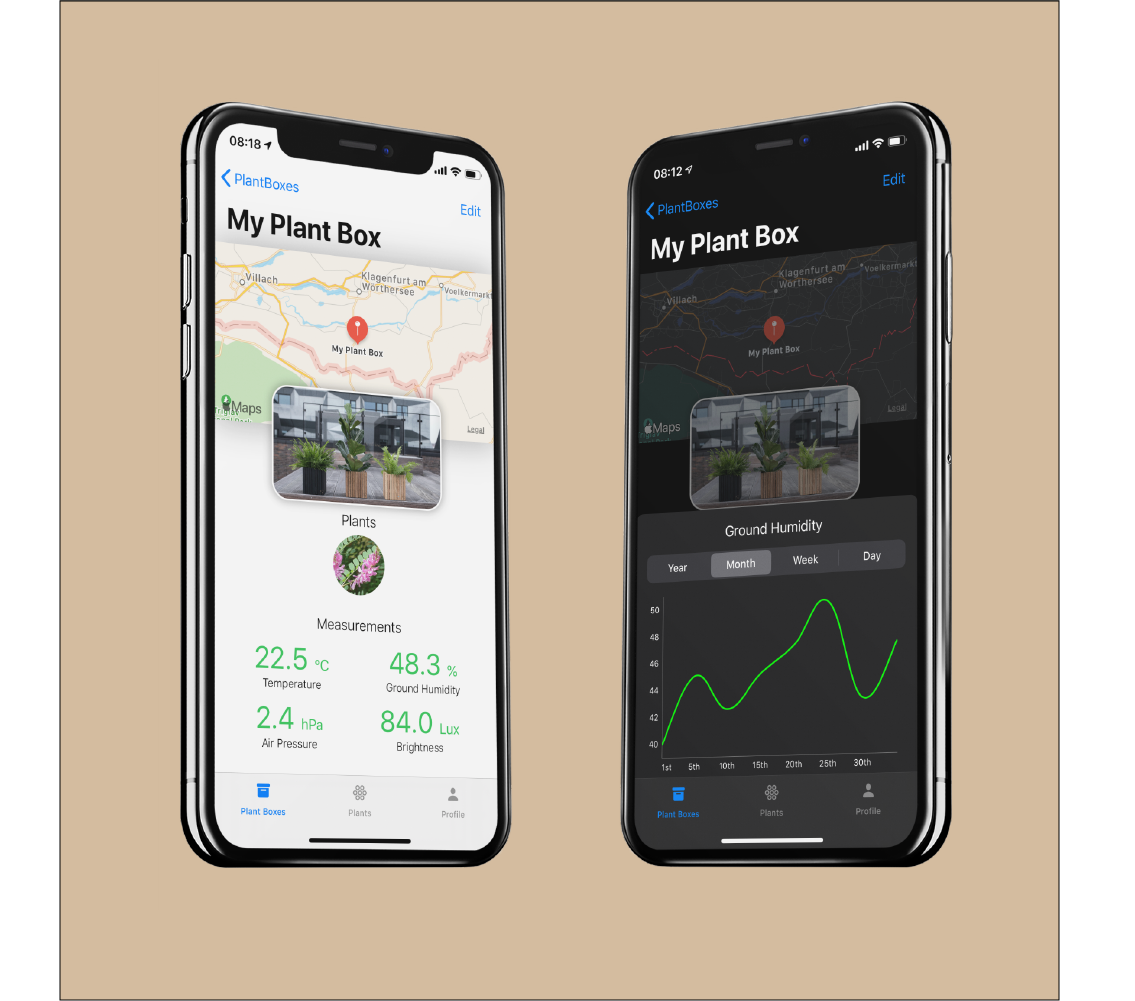 08:18
PlantBoxes
Edit
My Plant Box
Villach
Klagenfurt am
Wörthersee
Voelkermark
My Plant Box
Maps
Legal
Plants
Measurements
22.5 °C
Temperature
48.3 %
Ground Humidity
2.4 hPa
Air Pressure
84.0 Lux
Brightness
Plant Boxes
Plants
Profile
08:12
PlantBoxes
Edit
My Plant Box
Villach
Klagenfurt am
Wörthersee
Voelkermarkt
My Plant Box
Maps
Legal
Ground Humidity
Year
Month
Week
Day
50
48
46
44
42
40
1st
5th
10th
15th
20th
25th
30th
Plant Boxes
Plants
Profile